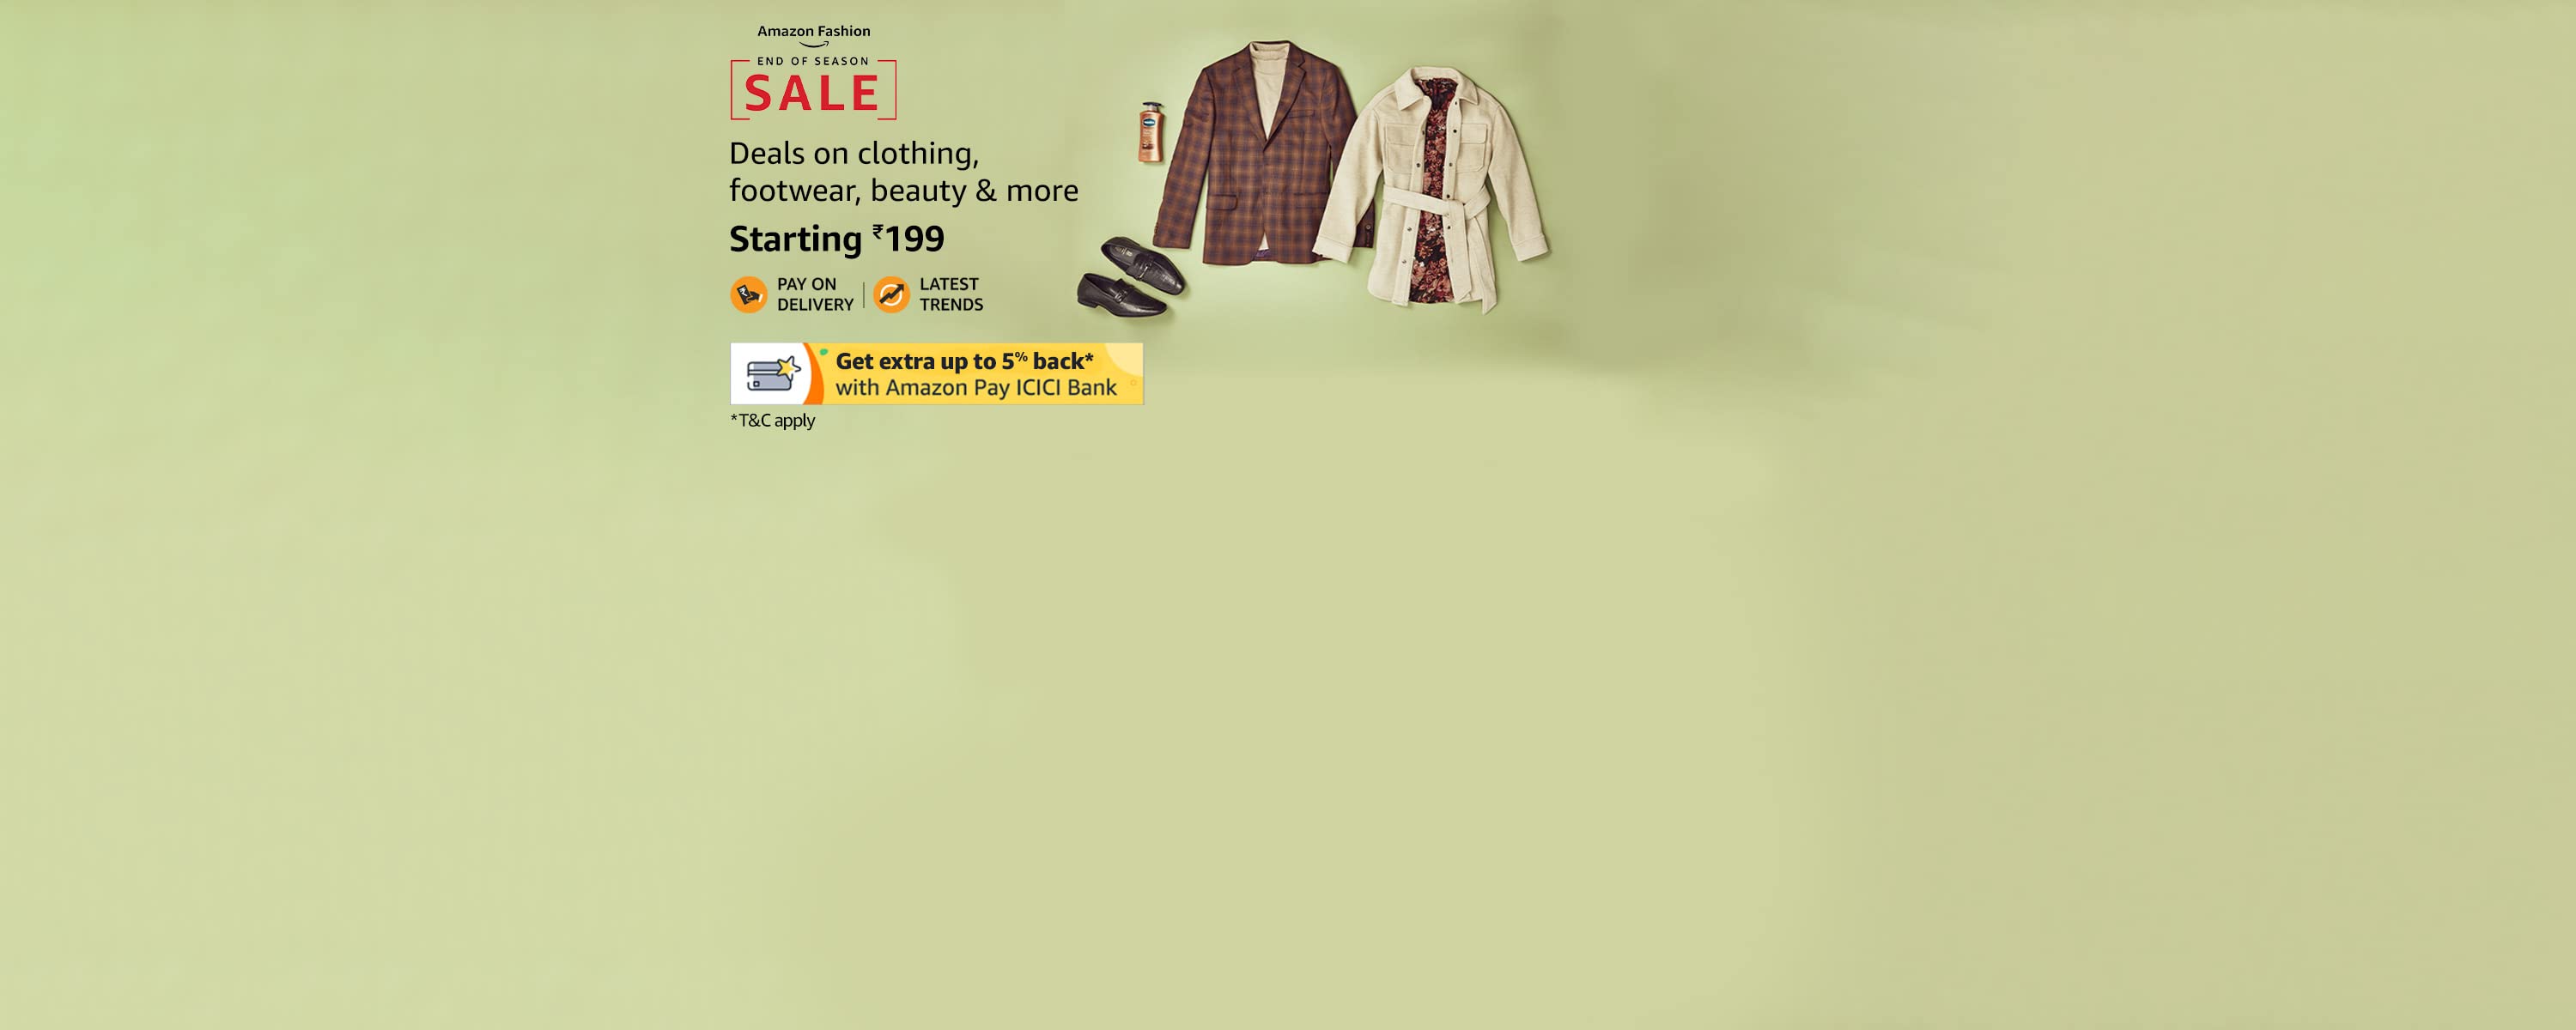 Amazon Fashion
END OF SEASON
SALE
Deals on clothing,
footwear, beauty & more
Starting ₹199
PAY ON
DELIVERY
LATEST
TRENDS
Get extra up to 5% back*
with Amazon Pay ICICI Bank
*T&C apply
Vaseline